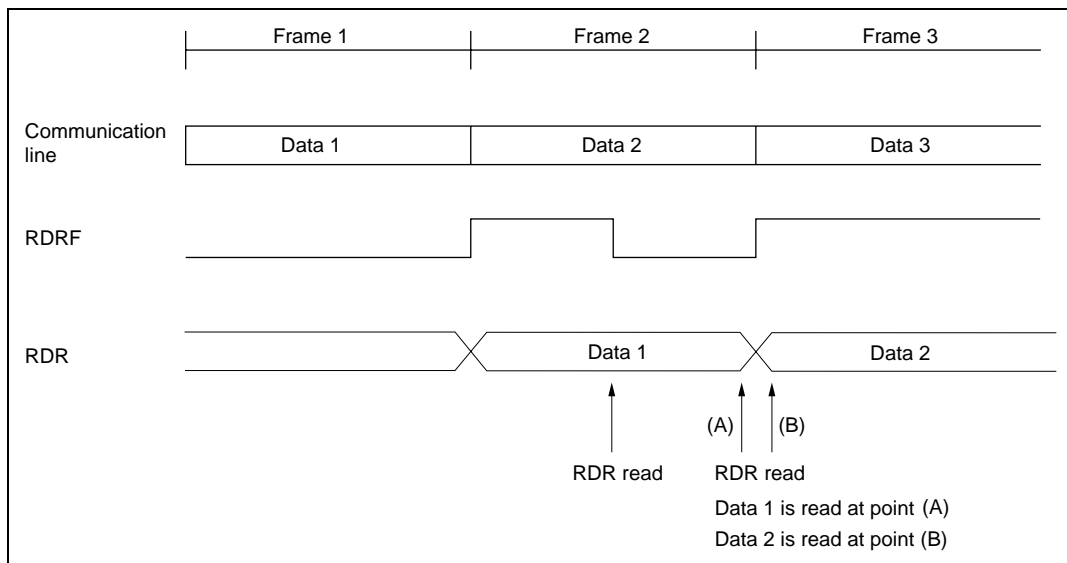 Frame 1 Frame 2 Frame 3
Communication
line
Data 1 Data 2 Data 3
RDRF
RDR
Data 1 Data 2
(A) (B)
RDR read RDR read
Data 1 is read at point (A)
Data 2 is read at point (B)